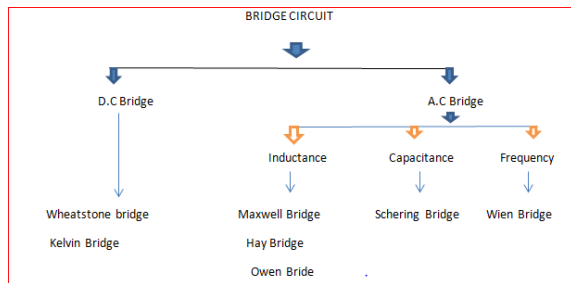 BRIDGE CIRCUIT
D.C Bridge A.C Bridge
Inductance Capacitance Frequency
Wheatstone bridge Maxwell Bridge Schering Bridge Wien Bridge
Kelvin Bridge Hay Bridge
Owen Bride .